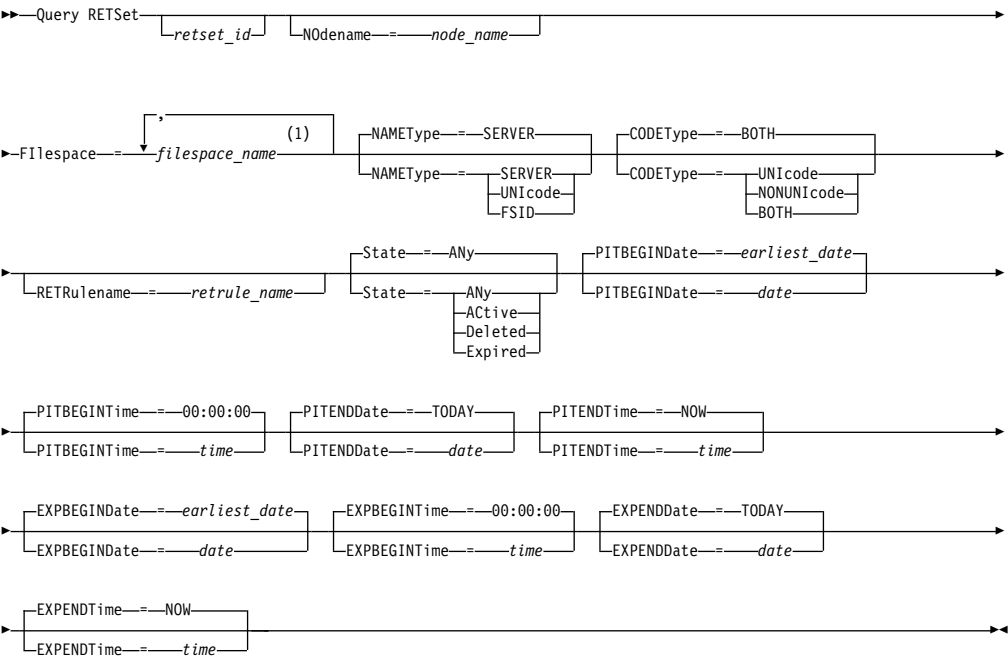 Query RETSet
retset_id
NOdename = node_name
,
(1)
FIlespace = filespace_name
NAMEType = SERVER
NAMEType = SERVER
UNIcode
FSID
CODEType = BOTH
CODEType = UNIcode
NONUNIcode
BOTH
RETRulename = retrule_name
State = ANy
State = ANy
ACtive
Deleted
Expired
PITBEGINDate = earliest_date
PITBEGINDate = date
PITBEGINTime = 00:00:00
PITBEGINTime = time
PITENDDate = TODAY
PITENDDate = date
PITENDTime = NOW
PITENDTime = time
EXPBEGINDate = earliest_date
EXPBEGINDate = date
EXPBEGINTime = 00:00:00
EXPBEGINTime = time
EXPENDDate = TODAY
EXPENDDate = date
EXPENDTime = NOW
EXPENDTime = time